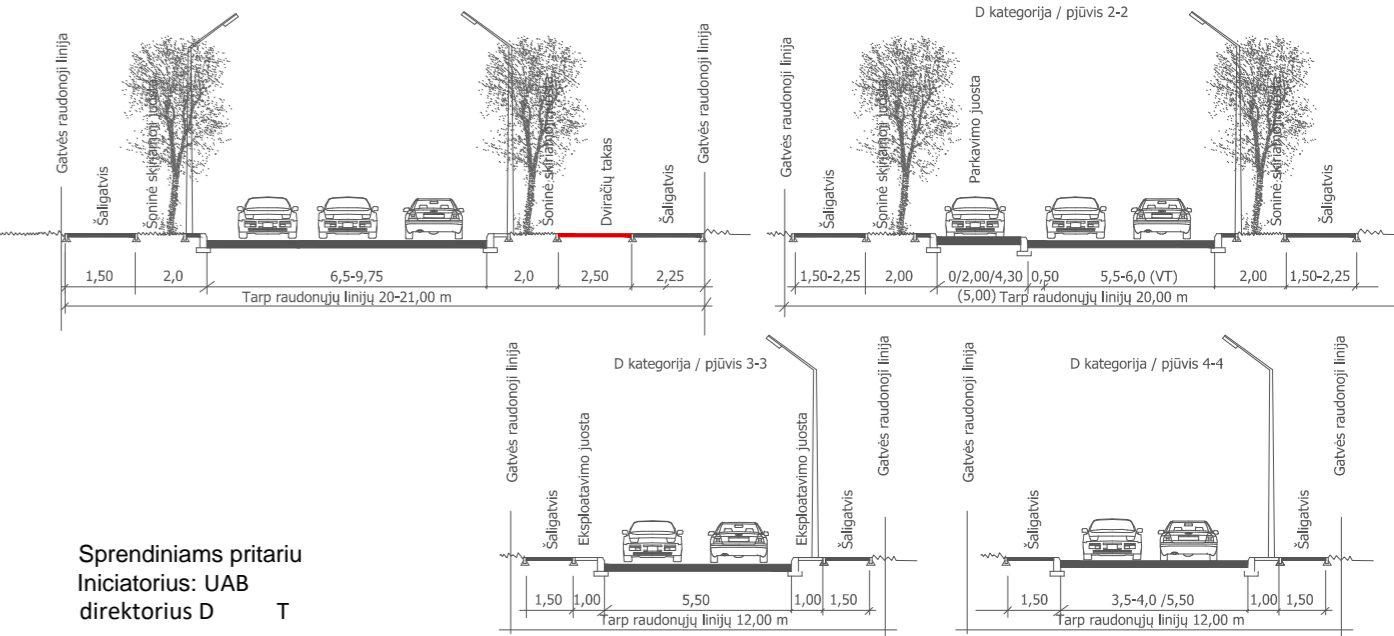 Gatvės raudonoji linija
Šaligatvis
Šoninė skiriamoji juosta
Šoninė skiriamoji juosta
Dviračių takas
Šaligatvis
Gatvės raudonoji linija
1,50
2,0
6,5-9,75
2,0
2,50
2,25
Tarp raudonųjų linijų 20-21,00 m
D kategorija / pjūvis 2-2
Gatvės raudonoji linija
Šaligatvis
Šoninė skiriamoji juosta
Parkavimo juosta
Šoninė skiriamoji juosta
Šaligatvis
1,50-2,25
2,00
0/2,00/4,30
(5,00)
0,50
5,5-6,0 (VT)
2,00
1,50-2,25
Tarp raudonųjų linijų 20,00 m
D kategorija / pjūvis 3-3
Gatvės raudonoji linija
Šaligatvis
Eksploatavimo juosta
Eksploatavimo juosta
Šaligatvis
Gatvės raudonoji linija
1,50
1,00
5,50
1,00
1,50
Tarp raudonųjų linijų 12,00 m
D kategorija / pjūvis 4-4
Gatvės raudonoji linija
Šaligatvis
Šaligatvis
Gatvės raudonoji linija
1,50
3,5-4,0 /5,50
1,00
1,50
Tarp raudonųjų linijų 12,00 m
Sprendiniams pritariu
Iniciatorius: UAB
direktorius D T